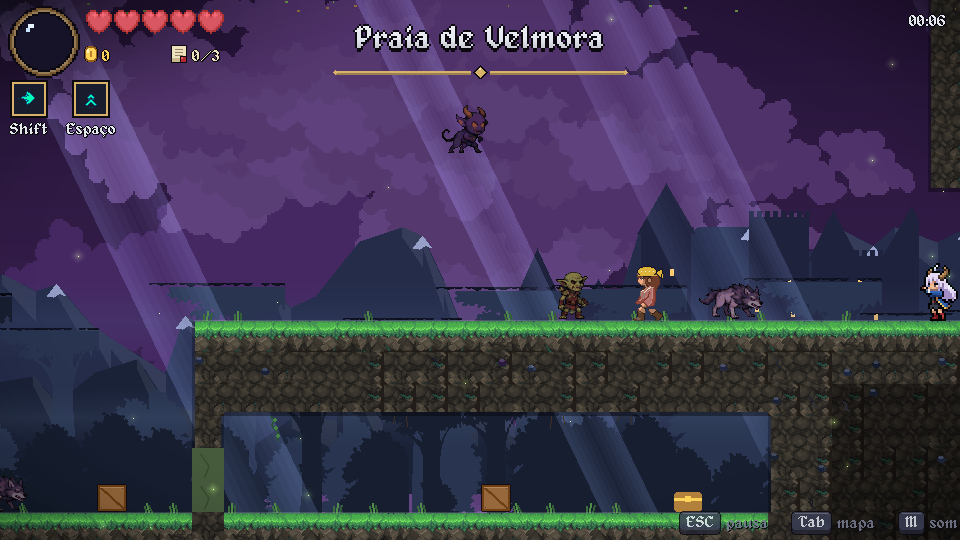 Praia de Velmora
00:06
0
0/3
Shift
Espaço
ESC pausa
Tab mapa
M som